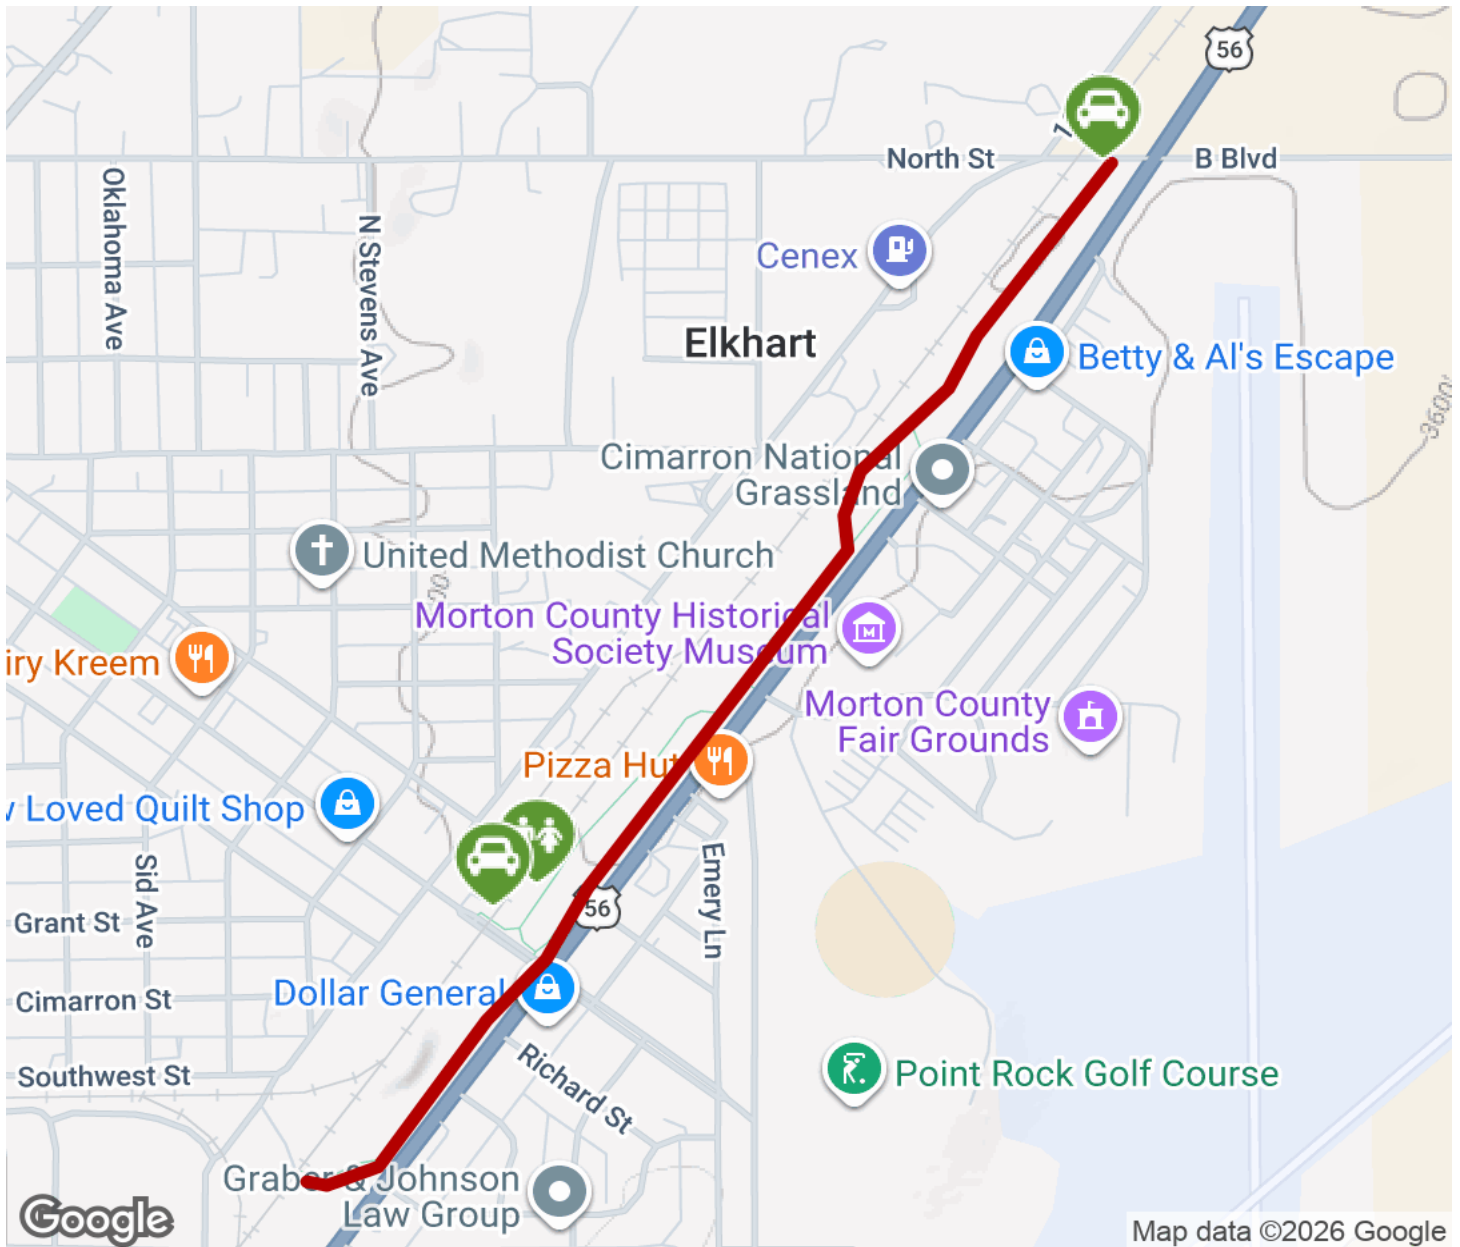 56
1
North St
B Blvd
Oklahoma Ave
N Stevens Ave
Cenex
Elkhart
Betty & Al's Escape
3600
Cimarron National
Grassland
United Methodist Church
Morton County Historical
Society Museum
iry Kreem
Morton County
Fair Grounds
Pizza Hut
Loved Quilt Shop
Sid Ave
Emery Ln
56
Grant St
Dollar General
Cimarron St
Richard St
Southwest St
Point Rock Golf Course
Graber & Johnson
Law Group
Google
Map data ©2026 Google